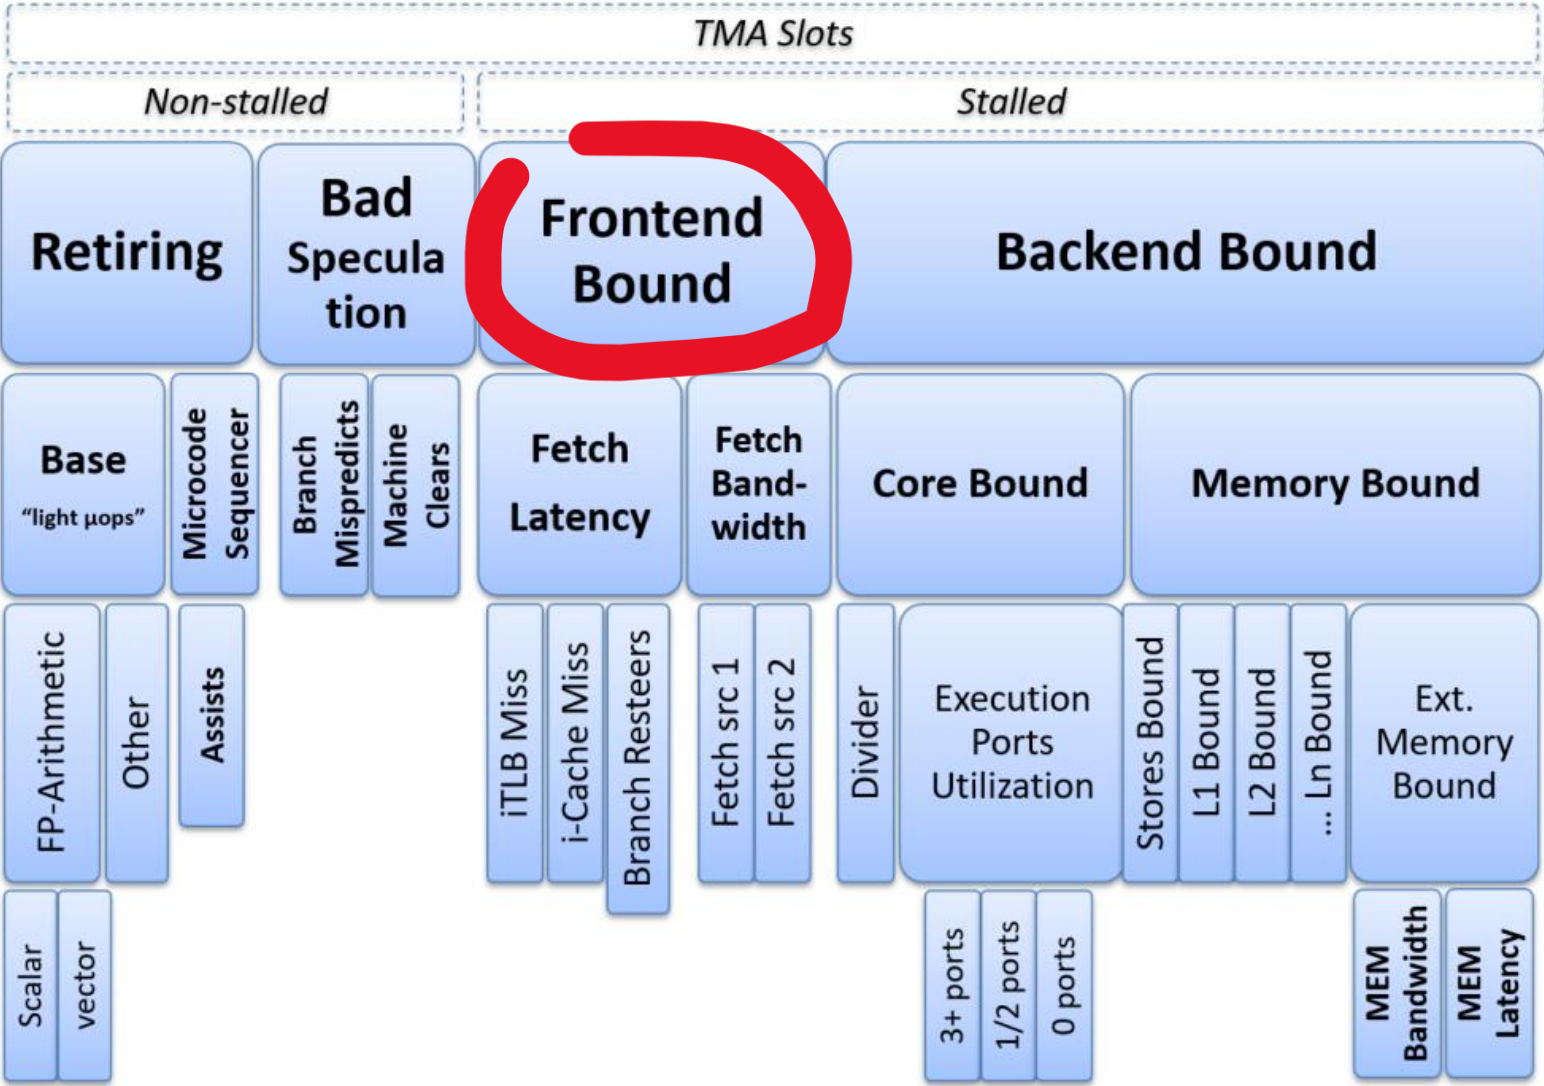 TMA Slots
Non-stalled
Stalled
Retiring
Bad
Specula
tion
Frontend
Bound
Backend Bound
Base
“light µops”
Microcode
Sequencer
Branch
Mispredicts
Machine
Clears
Fetch
Latency
Fetch
Band-
width
Core Bound
Memory Bound
FP-Arithmetic
Other
Assists
iTLB Miss
i-Cache Miss
Branch Resteers
Fetch src 1
Fetch src 2
Divider
Execution
Ports
Utilization
Stores Bound
L1 Bound
L2 Bound
... Ln Bound
Ext.
Memory
Bound
Scalar
vector
3+ ports
1/2 ports
0 ports
MEM
Bandwidth
MEM
Latency